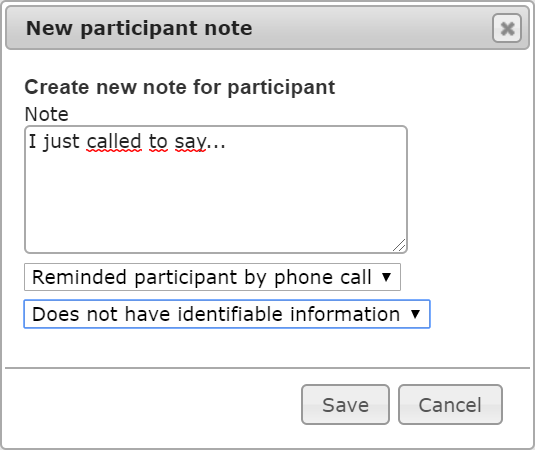 New participant note
Create new note for participant
Note
I just called to say...
Reminded participant by phone call
Does not have identifiable information
Save
Cancel